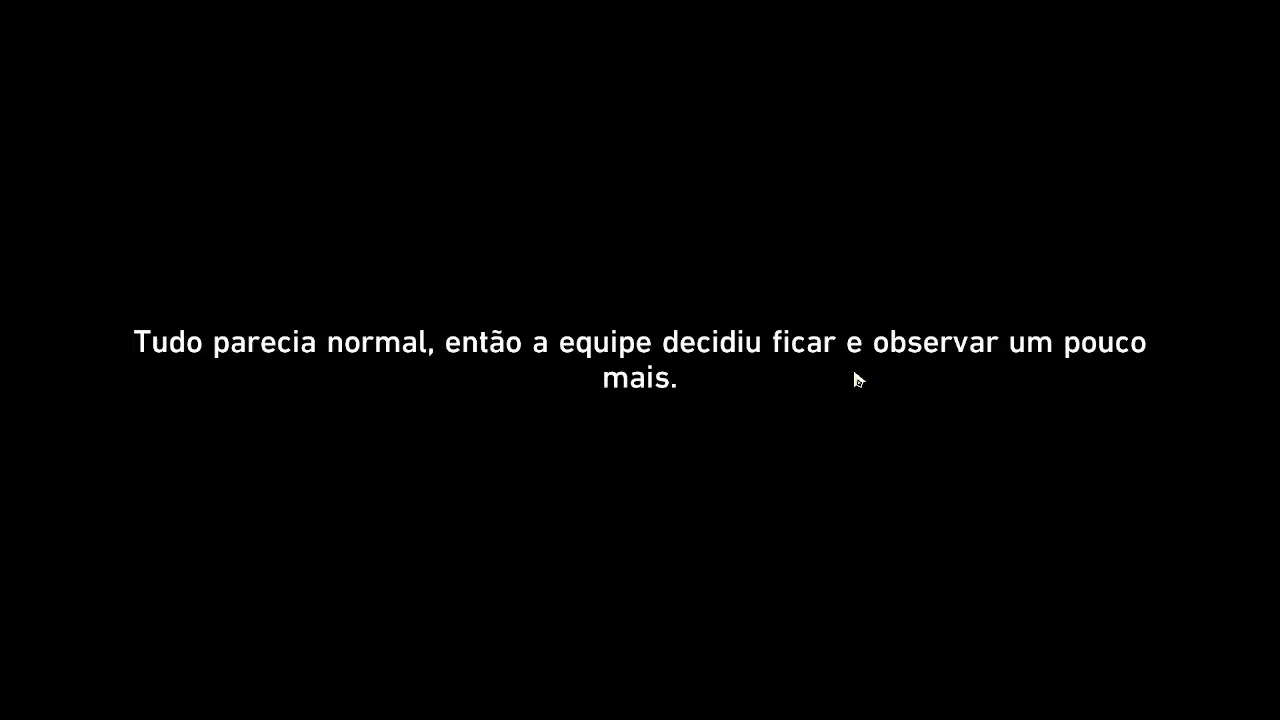 Tudo parecia normal, então a equipe decidiu ficar e observar um pouco
mais.